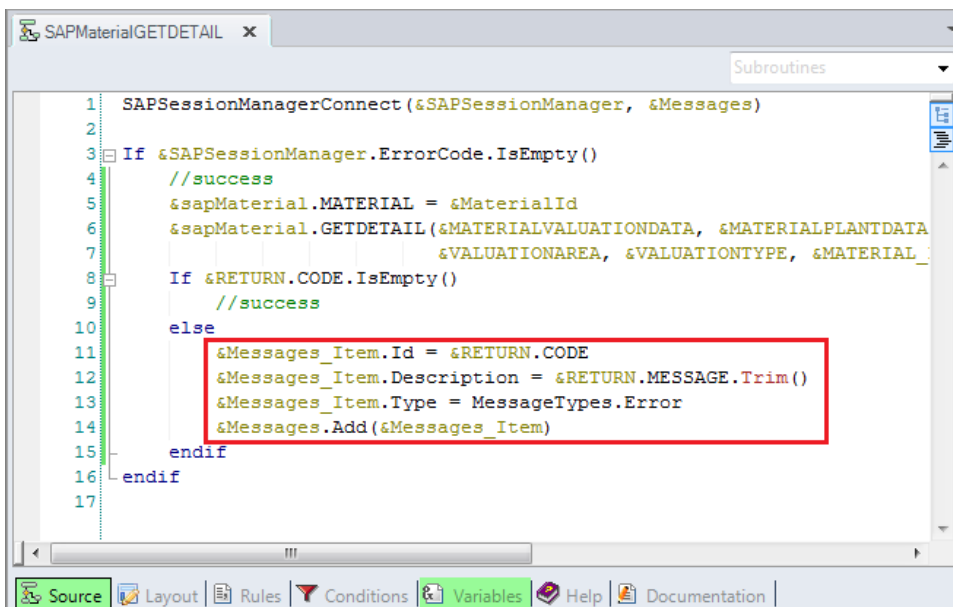 SAPMaterialGETDETAIL X
Subroutines
1 SAPSessionManagerConnect(&SAPSessionManager, &Messages)
2
3 If &SAPSessionManager.ErrorCode.IsEmpty()
4 //success
5 &sapMaterial.MATERIAL = &MaterialId
6 &sapMaterial.GETDETAIL(&MATERIALVALUATIONDATA, &MATERIALPLANTDATA
7 &VALUATIONAREA, &VALUATIONTYPE, &MATERIAL_
8 If &RETURN.CODE.IsEmpty()
9 //success
10 else
11 &Messages_Item.Id = &RETURN.CODE
12 &Messages_Item.Description = &RETURN.MESSAGE.Trim()
13 &Messages_Item.Type = MessageTypes.Error
14 &Messages.Add(&Messages_Item)
15 endif
16 endif
17
Source Layout Rules Conditions Variables Help Documentation